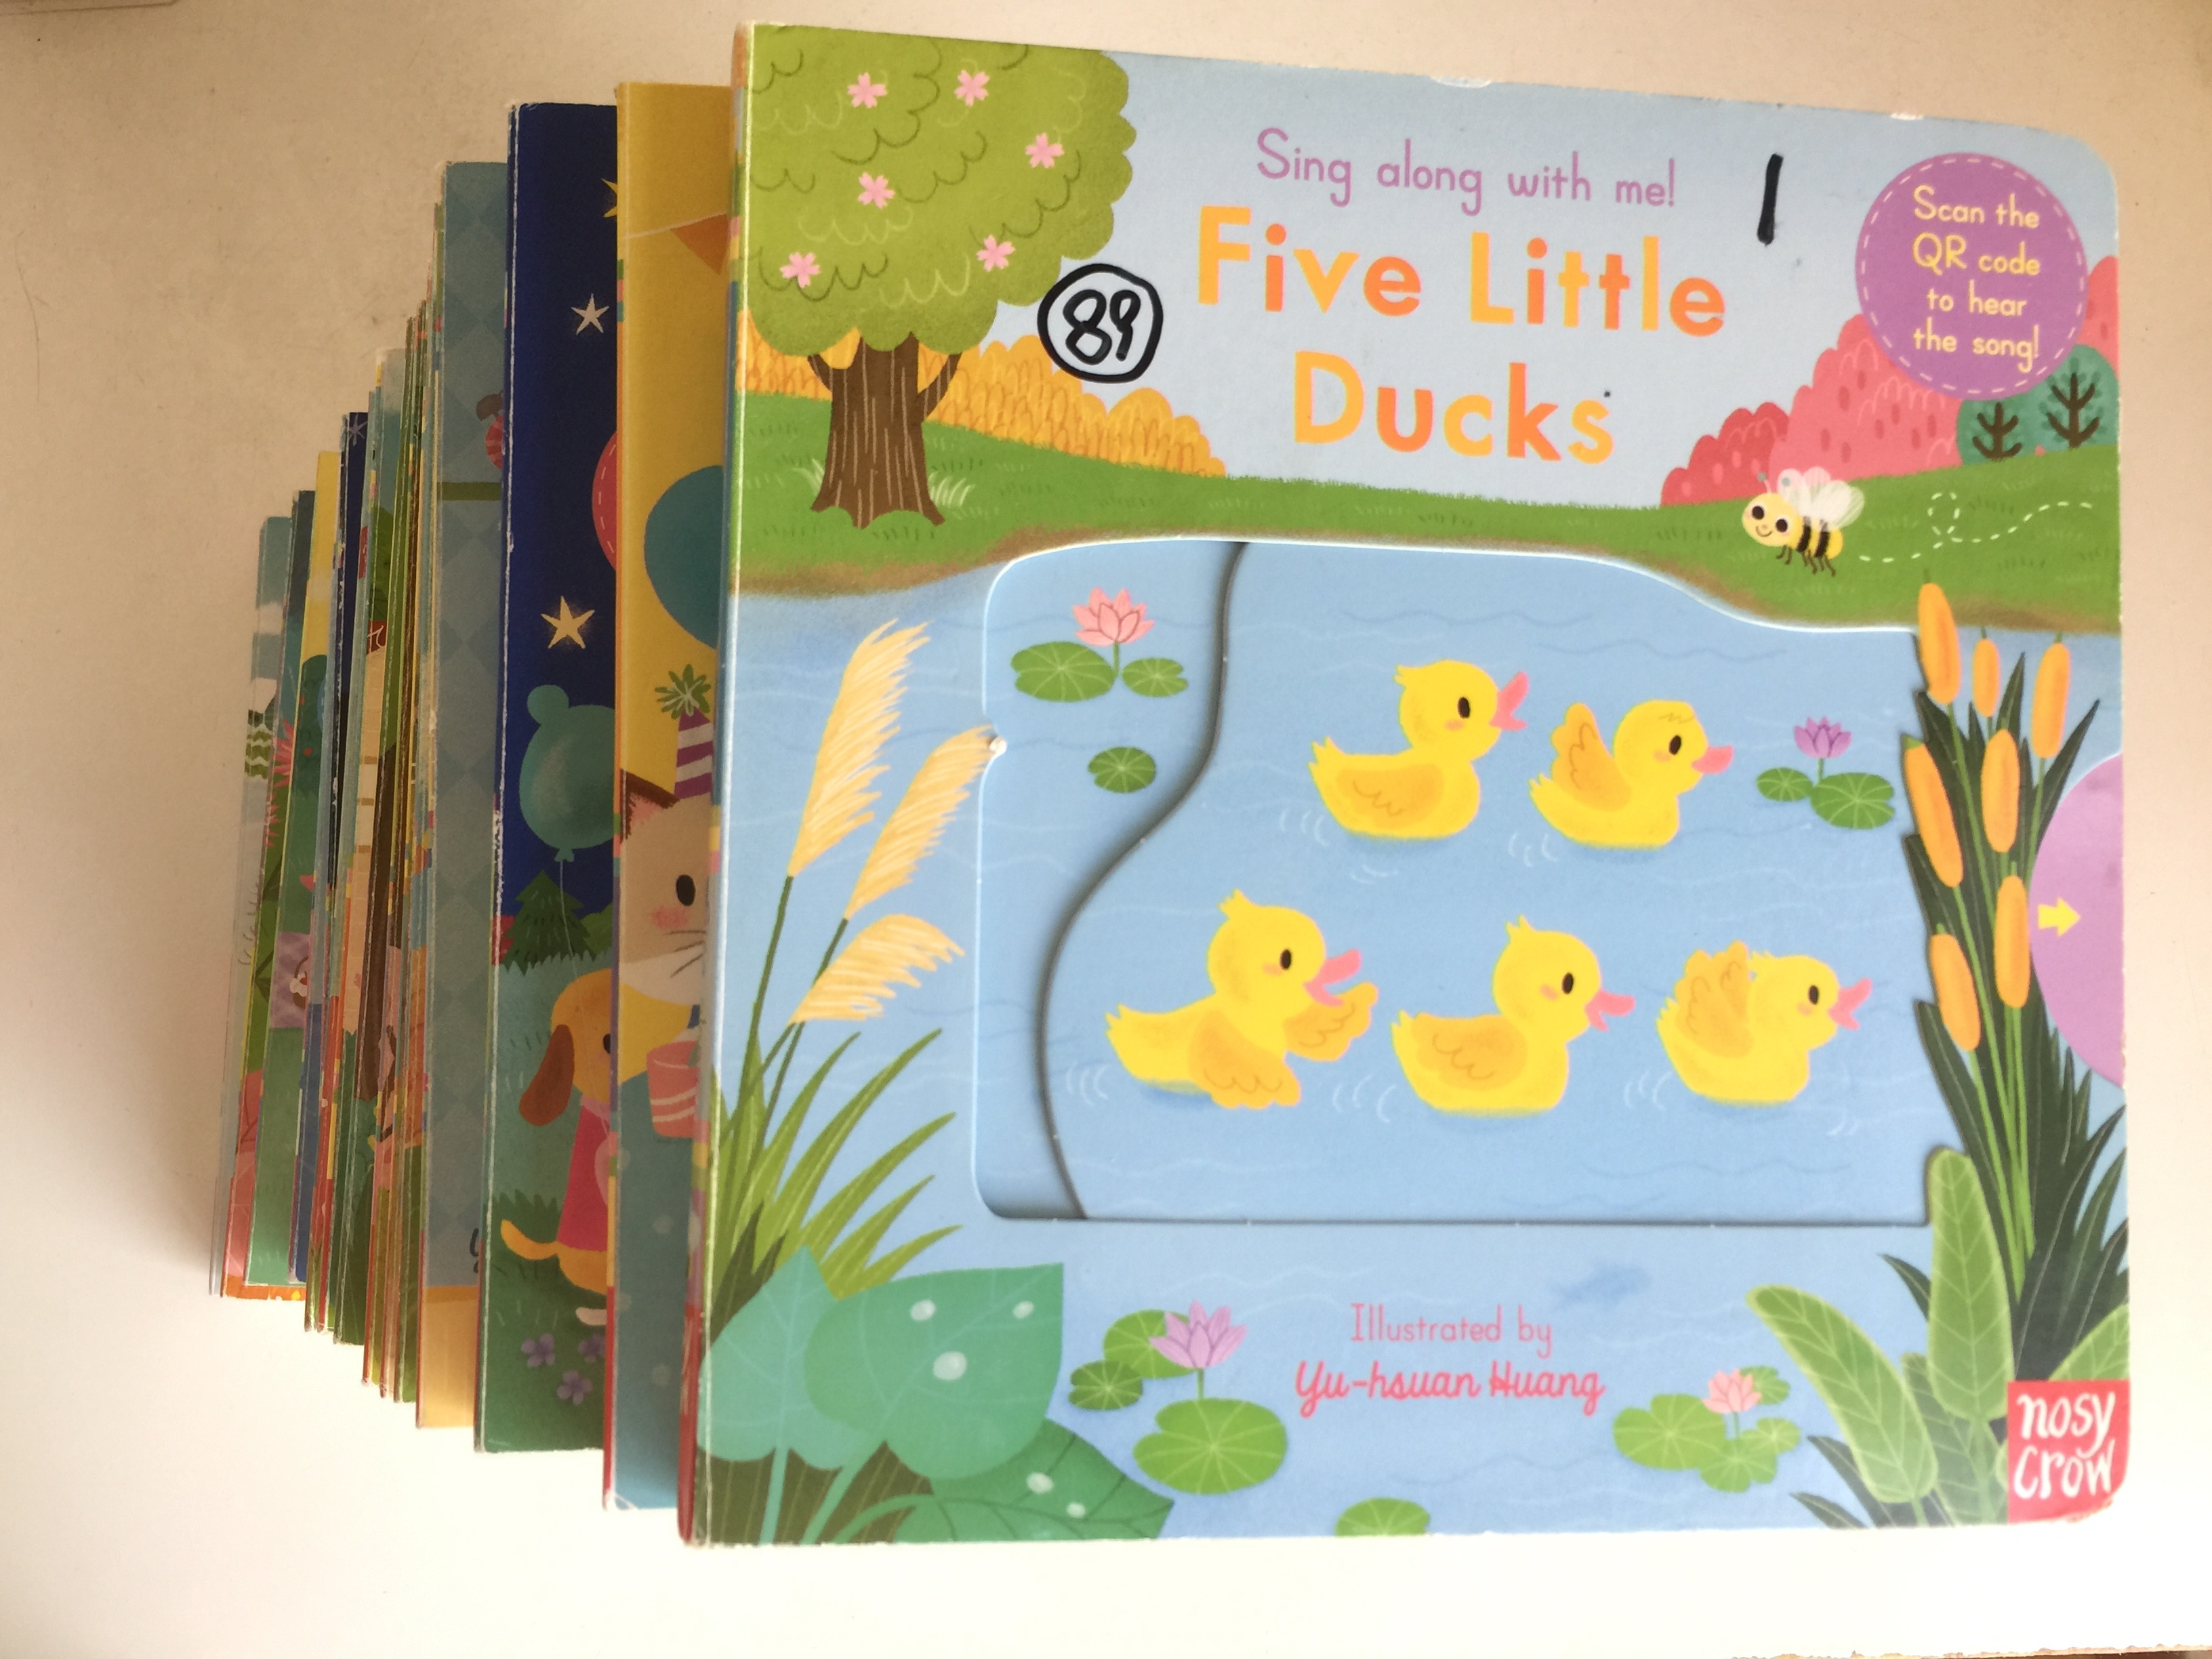 Sing along with me!
1
Five Little
Ducks
89
Scan the
QR code
to hear
the song!
Illustrated by
Yu-hsuan Huang
nosy
crow